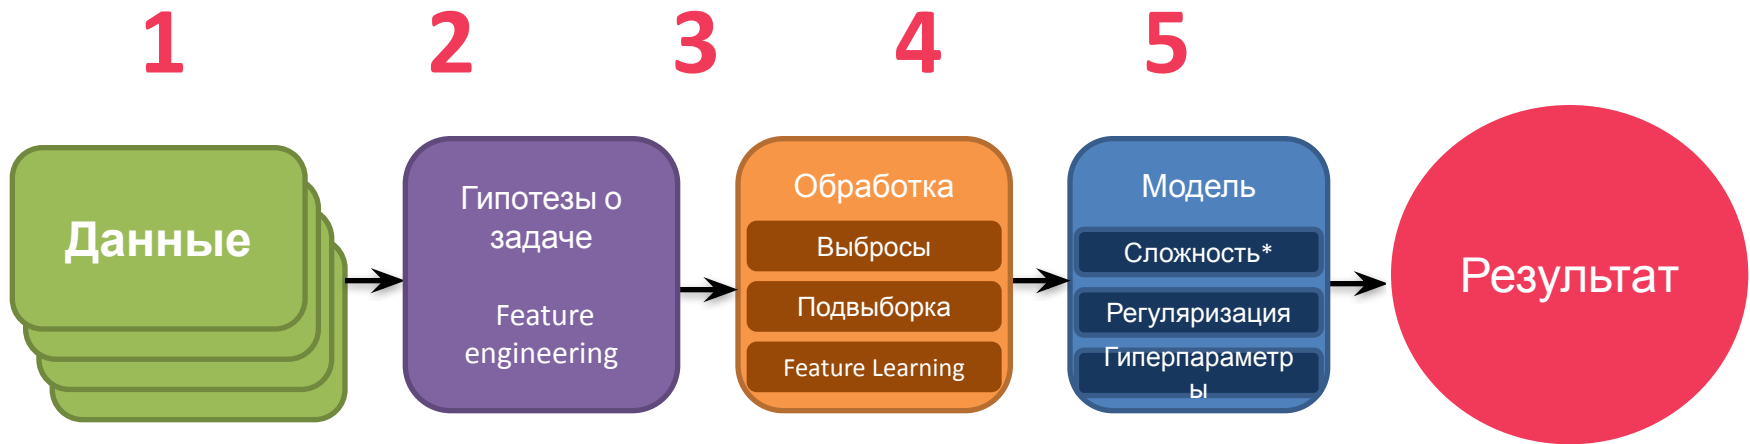 1 2 3 4 5
Данные
Гипотезы о
задаче
Feature
engineering
Обработка
Выбросы
Подвыборка
Feature Learning
Модель
Сложность*
Регуляризация
Гиперпараметр
ы
Результат